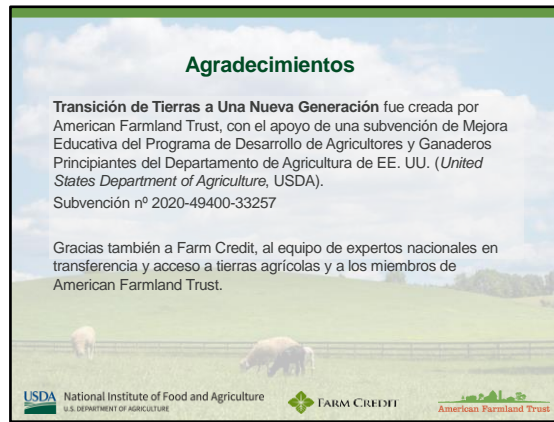 Agradecimientos
Transición de Tierras a Una Nueva Generación fue creada por
American Farmland Trust, con el apoyo de una subvención de Mejora
Educativa del Programa de Desarrollo de Agricultores y Ganaderos
Principiantes del Departamento de Agricultura de EE. UU. (United
States Department of Agriculture, USDA).
Subvención nº 2020-49400-33257
Gracias también a Farm Credit, al equipo de expertos nacionales en
transferencia y acceso a tierras agrícolas y a los miembros de
American Farmland Trust.
USDA National Institute of Food and Agriculture
U.S. DEPARTMENT OF AGRICULTURE
FARM CREDIT
American Farmland Trust